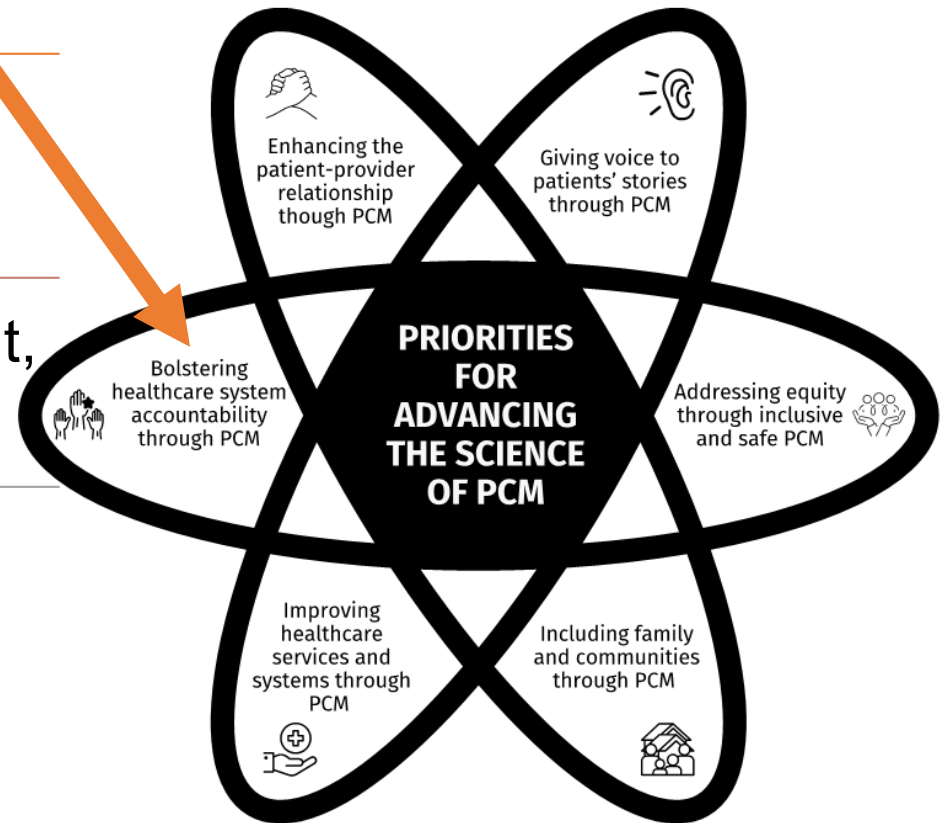 Enhancing the
patient-provider
relationship
though PCM
Giving voice to
patients' stories
through PCM
t,
Bolstering
healthcare system
accountability
through PCM
PRIORITIES
FOR
ADVANCING
THE SCIENCE
OF PCM
Addressing equity
through inclusive
and safe PCM
Improving
healthcare
services and
systems through
PCM
Including family
and communities
through PCM